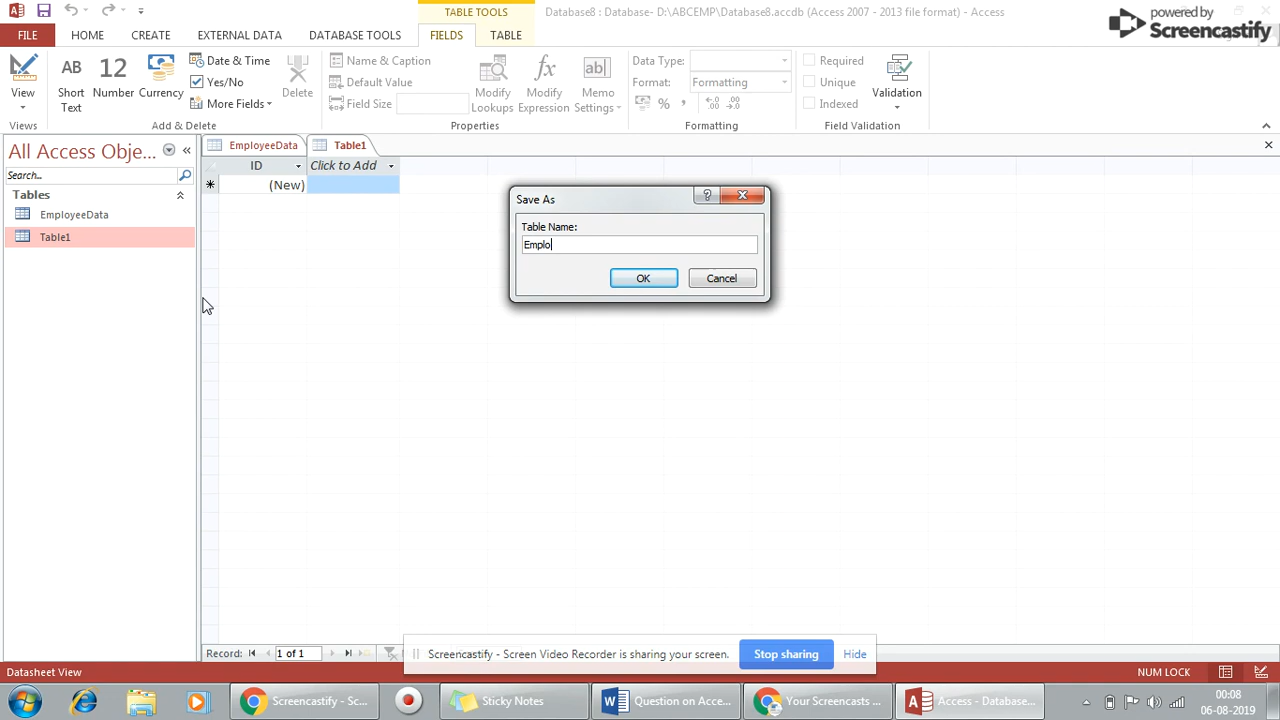 TABLE TOOLS
Database8 : Database- D:\ABCEMP\Database8.accdb (Access 2007 - 2013 file format) - Access
powered by
Screencastify
FILE HOME CREATE EXTERNAL DATA DATABASE TOOLS FIELDS TABLE
View
Views
AB
Short
Text
12
Number
Currency
Date & Time
Yes/No
More Fields
Delete
Add & Delete
Name & Caption
Default Value
Field Size
Modify
Lookups
fx
Modify
Expression
ab
Memo
Settings
Properties
Data Type:
Format: Formatting
%
Formatting
Required
Unique
Indexed
Validation
Field Validation
All Access Obje...
Search...
Tables
EmployeeData
Table1
EmployeeData Table1
ID Click to Add
(New)
Save As
Table Name:
Emplo
OK Cancel
Record: 1 of 1
Screencastify - Screen Video Recorder is sharing your screen. Stop sharing Hide
Datasheet View
NUM LOCK
Screencastify - Sc...
Sticky Notes
Question on Acce...
Your Screencasts ...
Access - Database...
00:08
06-08-2019